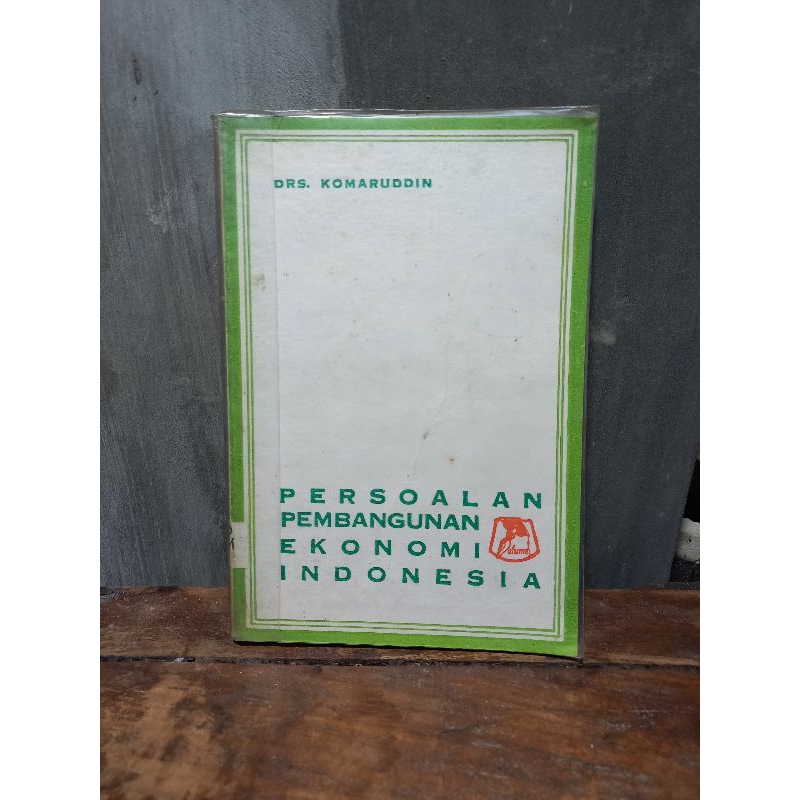 DRS. KOMARUDDIN
PERSOALAN
PEMBANGUNAN
EKONOMI
INDONESIA